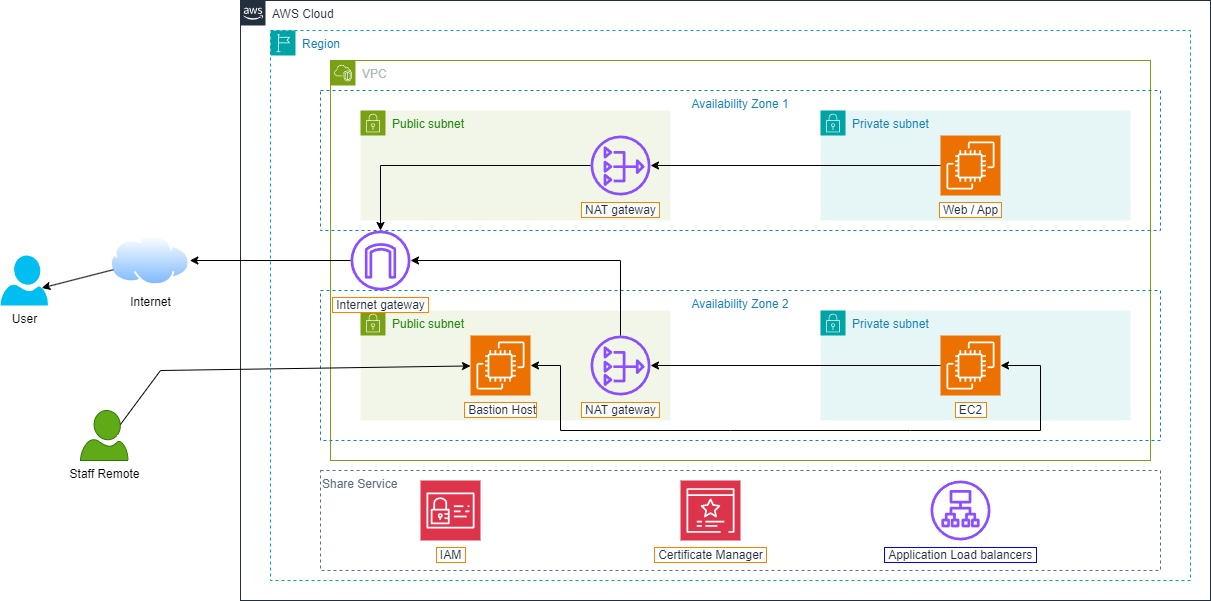 aws
AWS Cloud
Region
VPC
Availability Zone 1
Public subnet
Private subnet
NAT gateway
Web / App
Internet
User
Internet gateway
Availability Zone 2
Public subnet
Private subnet
Bastion Host
NAT gateway
EC2
Staff Remote
Share Service
IAM
Certificate Manager
Application Load balancers